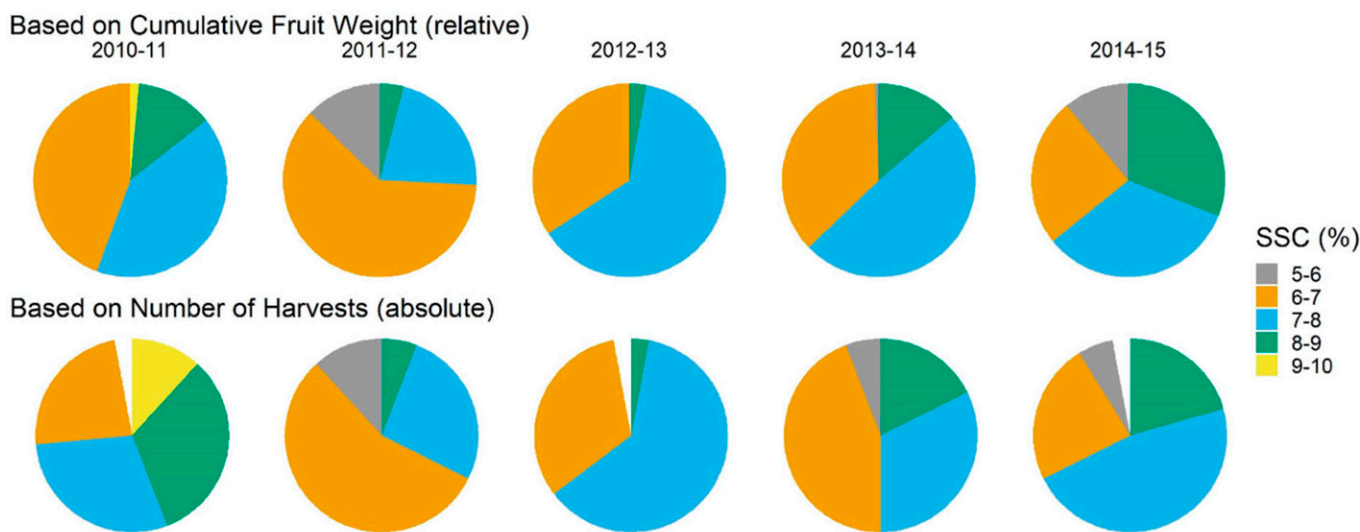 Based on Cumulative Fruit Weight (relative)
2010-11 2011-12 2012-13 2013-14 2014-15
SSC (%)
5-6
6-7
7-8
8-9
9-10
Based on Number of Harvests (absolute)